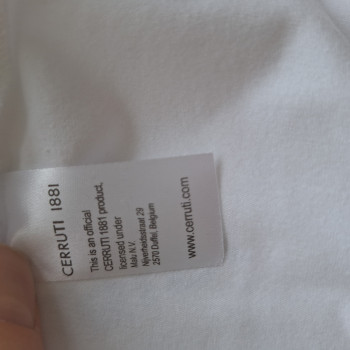 CERRUTI 1881
This is an official
CERRUTI 1881 product,
licensed under
Malu N.V.
Nijverheidsstraat 29
2570 Duffel, Belgium
www.cerruti.com